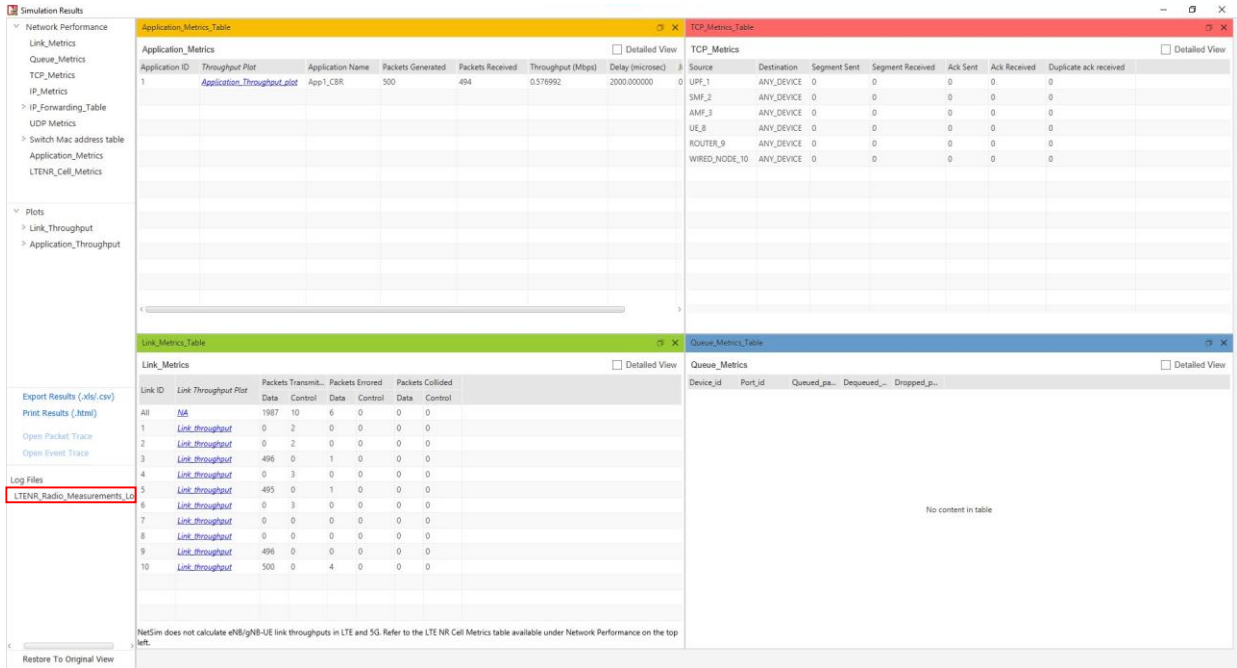 Simulation Results
Network Performance
Link_Metrics
Queue_Metrics
TCP_Metrics
IP_Metrics
IP_Forwarding_Table
UDP Metrics
Switch Mac address table
Application_Metrics
LTENR_Cell_Metrics
Plots
Link_Throughput
Application_Throughput
Export Results (.xls/.csv)
Print Results (.html)
Open Packet Trace
Open Event Trace
Log Files
LTENR_Radio_Measurements_Lo
Restore To Original View
Application_Metrics_Table
Application_Metrics Detailed View
Application ID Throughput Plot Application Name Packets Generated Packets Received Throughput (Mbps) Delay (microsec)
1 Application_Throughput_plot App1_CBR 500 494 0.576992 2000.000000 0
TCP_Metrics_Table
TCP_Metrics Detailed View
Source Destination Segment Sent Segment Received Ack Sent Ack Received Duplicate ack received
UPF_1 ANY_DEVICE 0 0 0 0 0
SMF_2 ANY_DEVICE 0 0 0 0 0
AMF_3 ANY_DEVICE 0 0 0 0 0
UE_8 ANY_DEVICE 0 0 0 0 0
ROUTER_9 ANY_DEVICE 0 0 0 0 0
WIRED_NODE_10 ANY_DEVICE 0 0 0 0 0
Link_Metrics_Table
Link_Metrics Detailed View
Link ID Link Throughput Plot Packets Transmit... Packets Errored Packets Collided
Data Control Data Control Data Control
All NA 1987 10 6 0 0 0
1 Link_throughput 0 2 0 0 0 0
2 Link_throughput 0 2 0 0 0 0
3 Link_throughput 496 0 1 0 0 0
4 Link_throughput 0 3 0 0 0 0
5 Link_throughput 495 0 1 0 0 0
6 Link_throughput 0 3 0 0 0 0
7 Link_throughput 0 0 0 0 0 0
8 Link_throughput 0 0 0 0 0 0
9 Link_throughput 496 0 0 0 0 0
10 Link_throughput 500 0 4 0 0 0
NetSim does not calculate eNB/gNB-UE link throughputs in LTE and 5G. Refer to the LTE NR Cell Metrics table available under Network Performance on the top
left.
Queue_Metrics_Table
Queue_Metrics Detailed View
Device_id Port_id Queued_pa... Dequeued_... Dropped_p...
No content in table